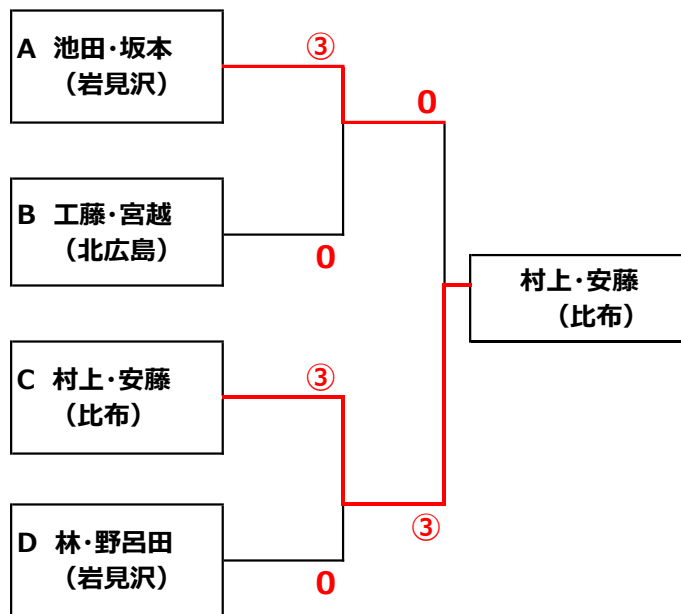 A 池田・坂本
（岩見沢）
③
0
B 工藤・宮越
（北広島）
0
村上・安藤
（比布）
C 村上・安藤
（比布）
③
③
D 林・野呂田
（岩見沢）
0